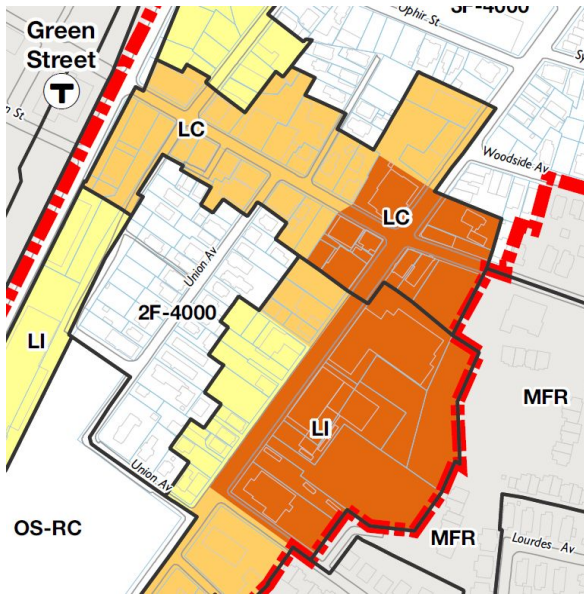 Ophir St
3F-4000
Green
Street
T
LC
Woodside Av
LC
Union Av
2F-4000
LI
MFR
LI
Union Av
OS-RC
MFR
Lourdes Av